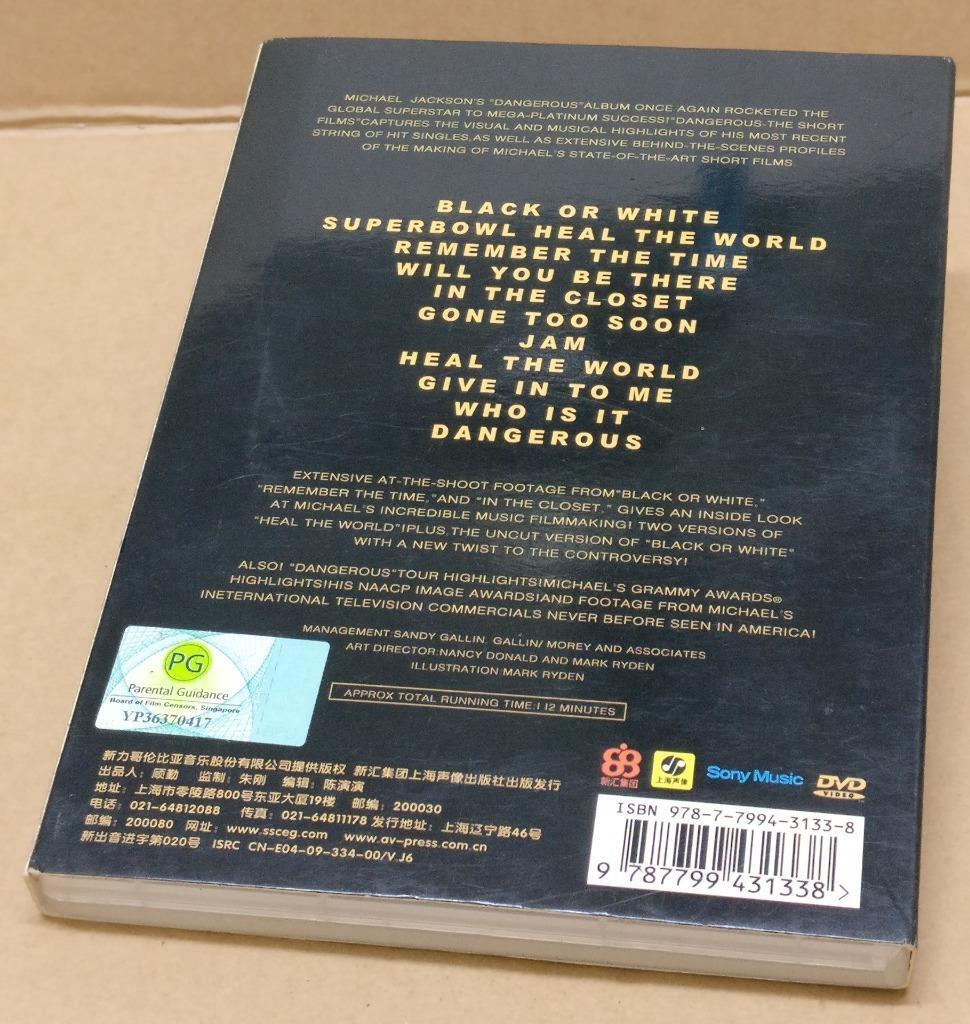 MICHAEL JACKSON'S "DANGEROUS"ALBUM ONCE AGAIN ROCKETED THE
GLOBAL SUPERSTAR TO MEGA-PLATINUM SUCCESS!"DANGEROUS-THE SHORT
FILMS"CAPTURES THE VISUAL AND MUSICAL HIGHLIGHTS OF HIS MOST RECENT
STRING OF HIT SINGLES,AS WELL AS EXTENSIVE BEHIND-THE-SCENES PROFILES
OF THE MAKING OF MICHAEL'S STATE-OF-THE-ART SHORT FILMS
BLACK OR WHITE
SUPERBOWL HEAL THE WORLD
REMEMBER THE TIME
WILL YOU BE THERE
IN THE CLOSET
GONE TOO SOON
JAM
HEAL THE WORLD
GIVE IN TO ME
WHO IS IT
DANGEROUS
EXTENSIVE AT-THE-SHOOT FOOTAGE FROM"BLACK OR WHITE,"
"REMEMBER THE TIME,"AND "IN THE CLOSET," GIVES AN INSIDE LOOK
AT MICHAEL'S INCREDIBLE MUSIC FILMMAKING! TWO VERSIONS OF
"HEAL THE WORLD"!PLUS,THE UNCUT VERSION OF "BLACK OR WHITE"
WITH A NEW TWIST TO THE CONTROVERSY!
ALSO! "DANGEROUS"TOUR HIGHLIGHTS!MICHAEL'S GRAMMY AWARDS®
HIGHLIGHTS!HIS NAACP IMAGE AWARDS!AND FOOTAGE FROM MICHAEL'S
INETERNATIONAL TELEVISION COMMERCIALS NEVER BEFORE SEEN IN AMERICA!
MANAGEMENT:SANDY GALLIN, GALLIN/ MOREY AND ASSOCIATES
ART DIRECTOR:NANCY DONALD AND MARK RYDEN
ILLUSTRATION MARK RYDEN
APPROX TOTAL RUNNING TIME:112 MINUTES
PG
Parental Guidance
Board of Film Censors, Singapore
YP36370417
新力哥伦比亚音乐股份有限公司提供版权 新汇集团上海声像出版社出版发行
出品人：顾勤 监制：朱刚 编辑：陈演演
地址：上海市零陵路800号东亚大厦19楼 邮编：200030
电话：021-64812088 传真：021-64811178 发行地址：上海辽宁路46号
邮编：200080 网址：www.ssceg.com www.av-press.com.cn
新出音进字第020号 ISRC CN-E04-09-334-00/V.J6
新汇集团
上海声像
Sony Music
DVD
VIDEO
ISBN 978-7-7994-3133-8
9 787799 431338 >